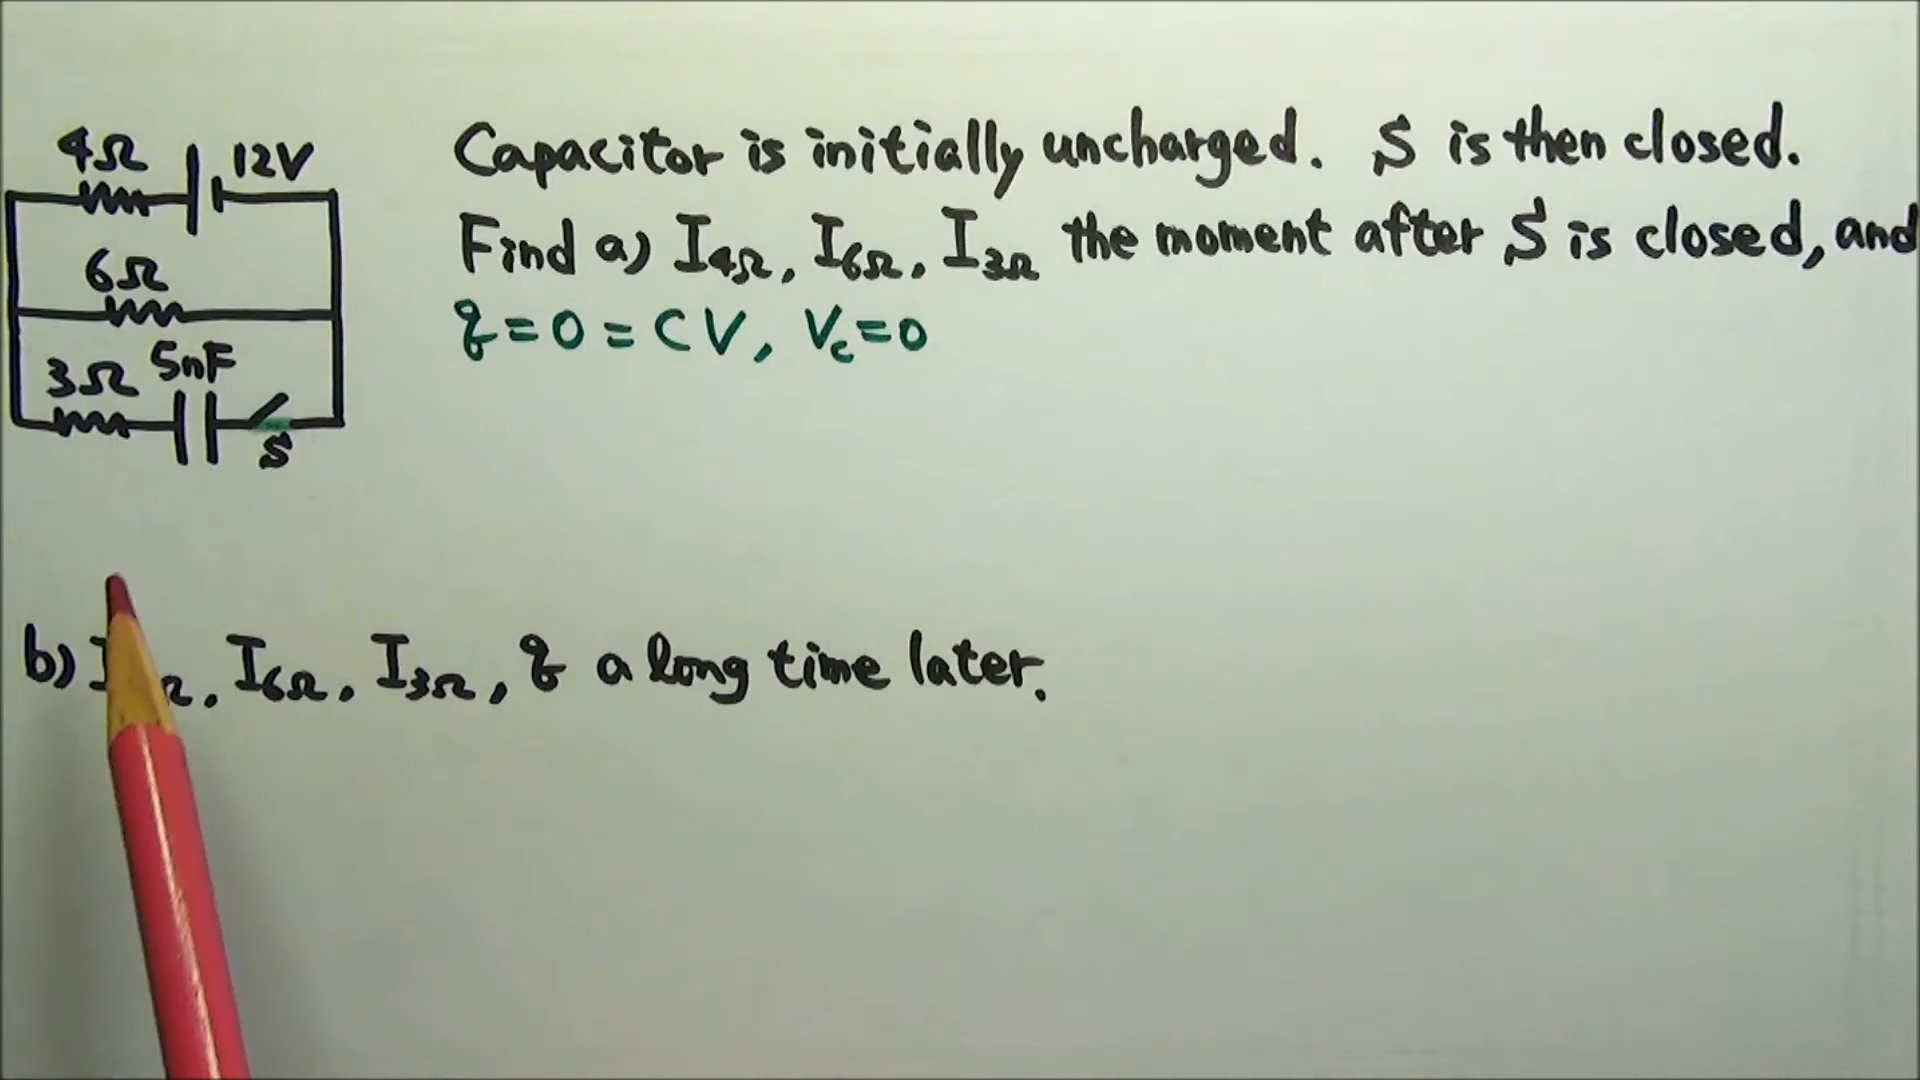 4Ω 12V
6Ω
3Ω 5nF
S
Capacitor is initially uncharged. S is then closed.
Find a) I4Ω, I6Ω, I3Ω the moment after S is closed, and
q = 0 = CV, Vc = 0
b) I Ω, I6Ω, I3Ω, q a long time later.